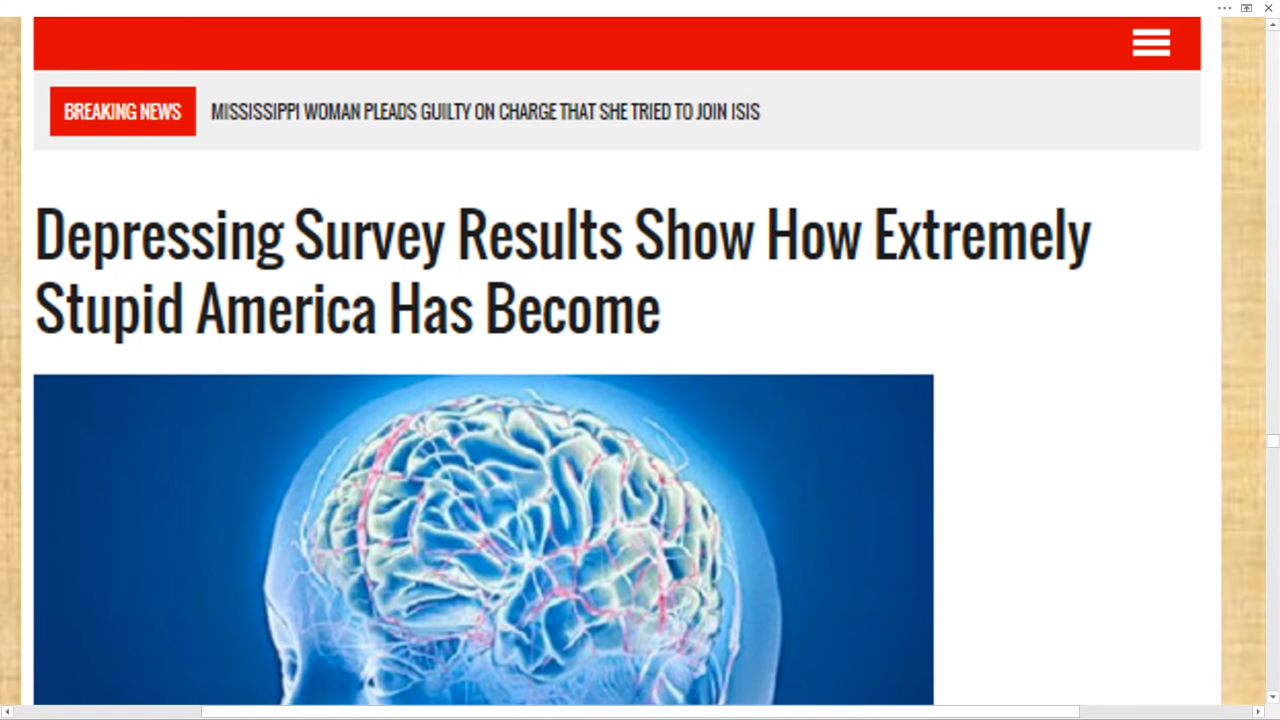 BREAKING NEWS MISSISSIPPI WOMAN PLEADS GUILTY ON CHARGE THAT SHE TRIED TO JOIN ISIS
Depressing Survey Results Show How Extremely
Stupid America Has Become